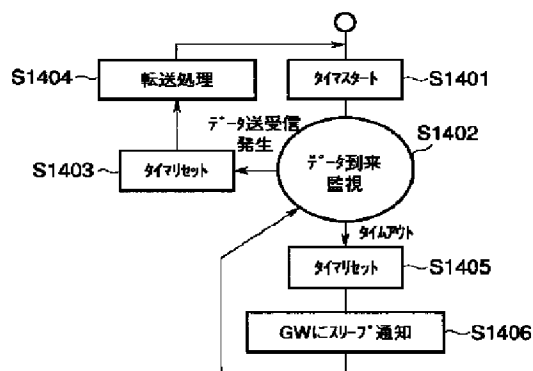 S1404
転送処理
ﾀｲﾏｽﾀｰﾄ
S1401
ﾃﾞｰﾀ送受信
発生
S1402
S1403
ﾀｲﾏﾘｾｯﾄ
ﾃﾞｰﾀ到来
監視
ﾀｲﾑｱｳﾄ
ﾀｲﾏﾘｾｯﾄ
S1405
GWにｽﾘｰﾌﾟ通知
S1406